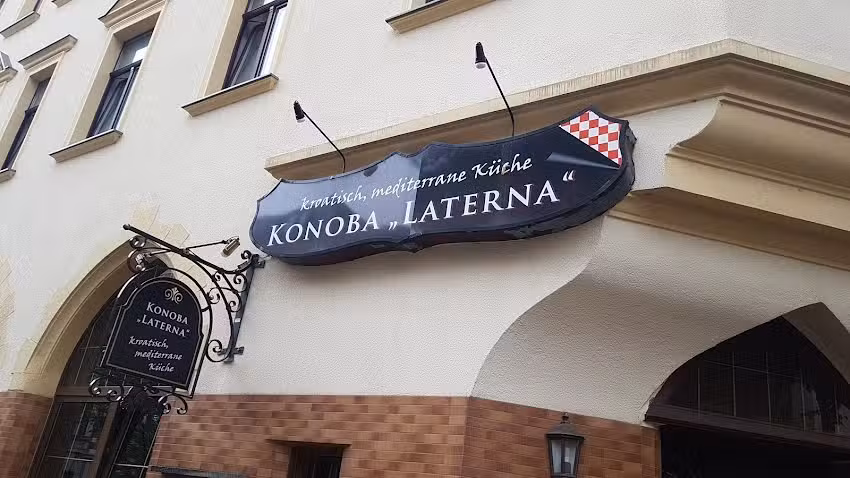 kroatisch, mediterrane Küche
KONOBA „LATERNA“
KONOBA
„LATERNA“
kroatisch,
mediterrane
Küche